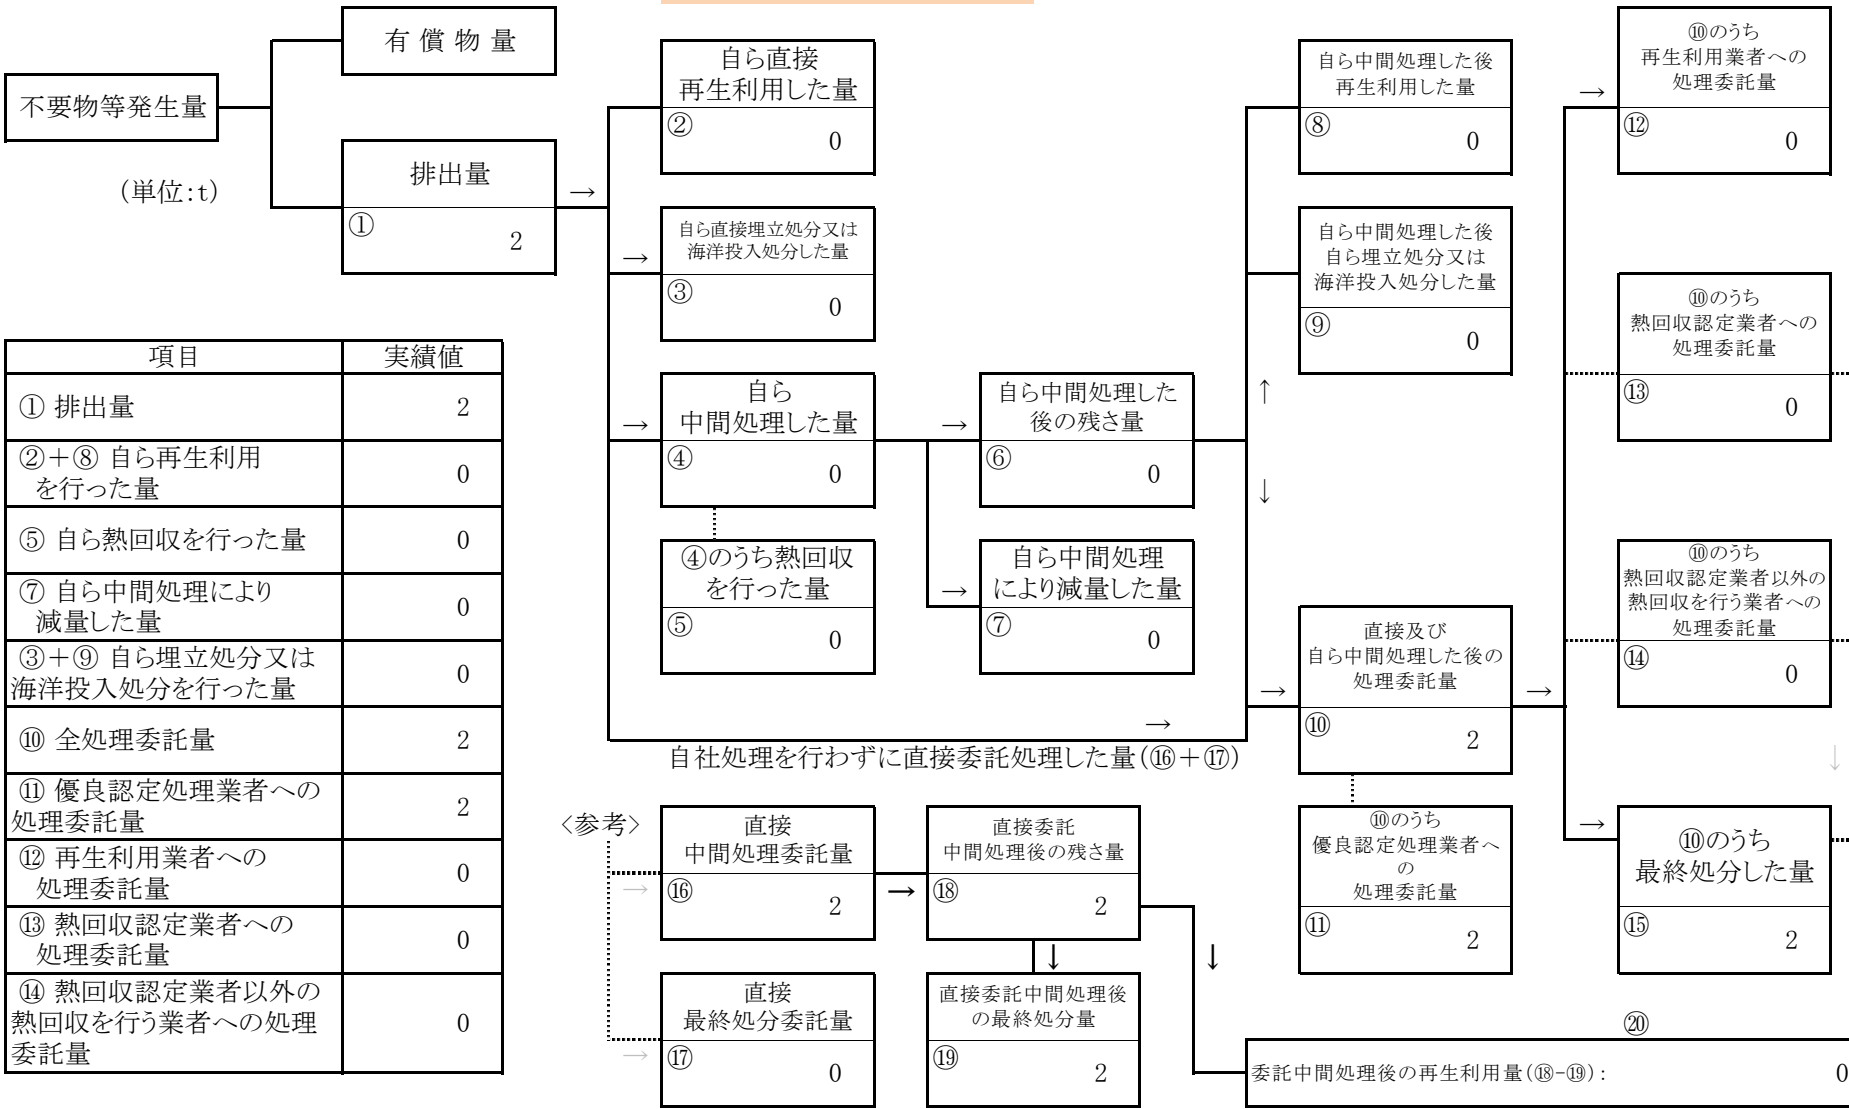 有 償 物 量
不要物等発生量
(単位:t)
排出量
①
2
→
自ら直接
再生利用した量
②
0
→
自ら直接埋立処分又は
海洋投入処分した量
③
0
→
自ら
中間処理した量
④
0
④のうち熱回収
を行った量
⑤
0
→
自ら中間処理した
後の残さ量
⑥
0
→
自ら中間処理
により減量した量
⑦
0
↑
↓
自ら中間処理した後
再生利用した量
⑧
0
自ら中間処理した後
自ら埋立処分又は
海洋投入処分した量
⑨
0
→
自社処理を行わずに直接委託処理した量(⑯+⑰)
→
直接及び
自ら中間処理した後の
処理委託量
⑩
2
⑩のうち
優良認定処理業者へ
の
処理委託量
⑪
2
→
→
⑩のうち
再生利用業者への
処理委託量
⑫
0
⑩のうち
熱回収認定業者への
処理委託量
⑬
0
⑩のうち
熱回収認定業者以外の
熱回収を行う業者への
処理委託量
⑭
0
↓
→
⑩のうち
最終処分した量
⑮
2
項目 実績値
① 排出量 2
②+⑧ 自ら再生利用
を行った量 0
⑤ 自ら熱回収を行った量 0
⑦ 自ら中間処理により
減量した量 0
③+⑨ 自ら埋立処分又は
海洋投入処分を行った量 0
⑩ 全処理委託量 2
⑪ 優良認定処理業者への
処理委託量 2
⑫ 再生利用業者への
処理委託量 0
⑬ 熱回収認定業者への
処理委託量 0
⑭ 熱回収認定業者以外の
熱回収を行う業者への処理
委託量 0
<参考>
→
直接
中間処理委託量
⑯
2
→
直接委託
中間処理後の残さ量
⑱
2
↓
↓
→
直接
最終処分委託量
⑰
0
直接委託中間処理後
の最終処分量
⑲
2
⑳
委託中間処理後の再生利用量(⑱-⑲): 0